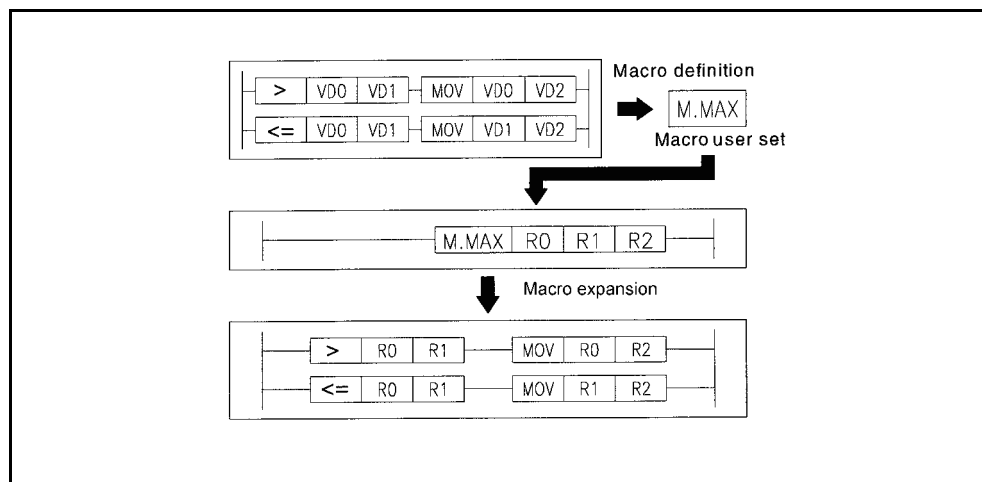 > VD0 VD1 MOV VD0 VD2
<= VD0 VD1 MOV VD1 VD2
Macro definition
M.MAX
Macro user set
M.MAX R0 R1 R2
Macro expansion
> R0 R1 MOV R0 R2
<= R0 R1 MOV R1 R2